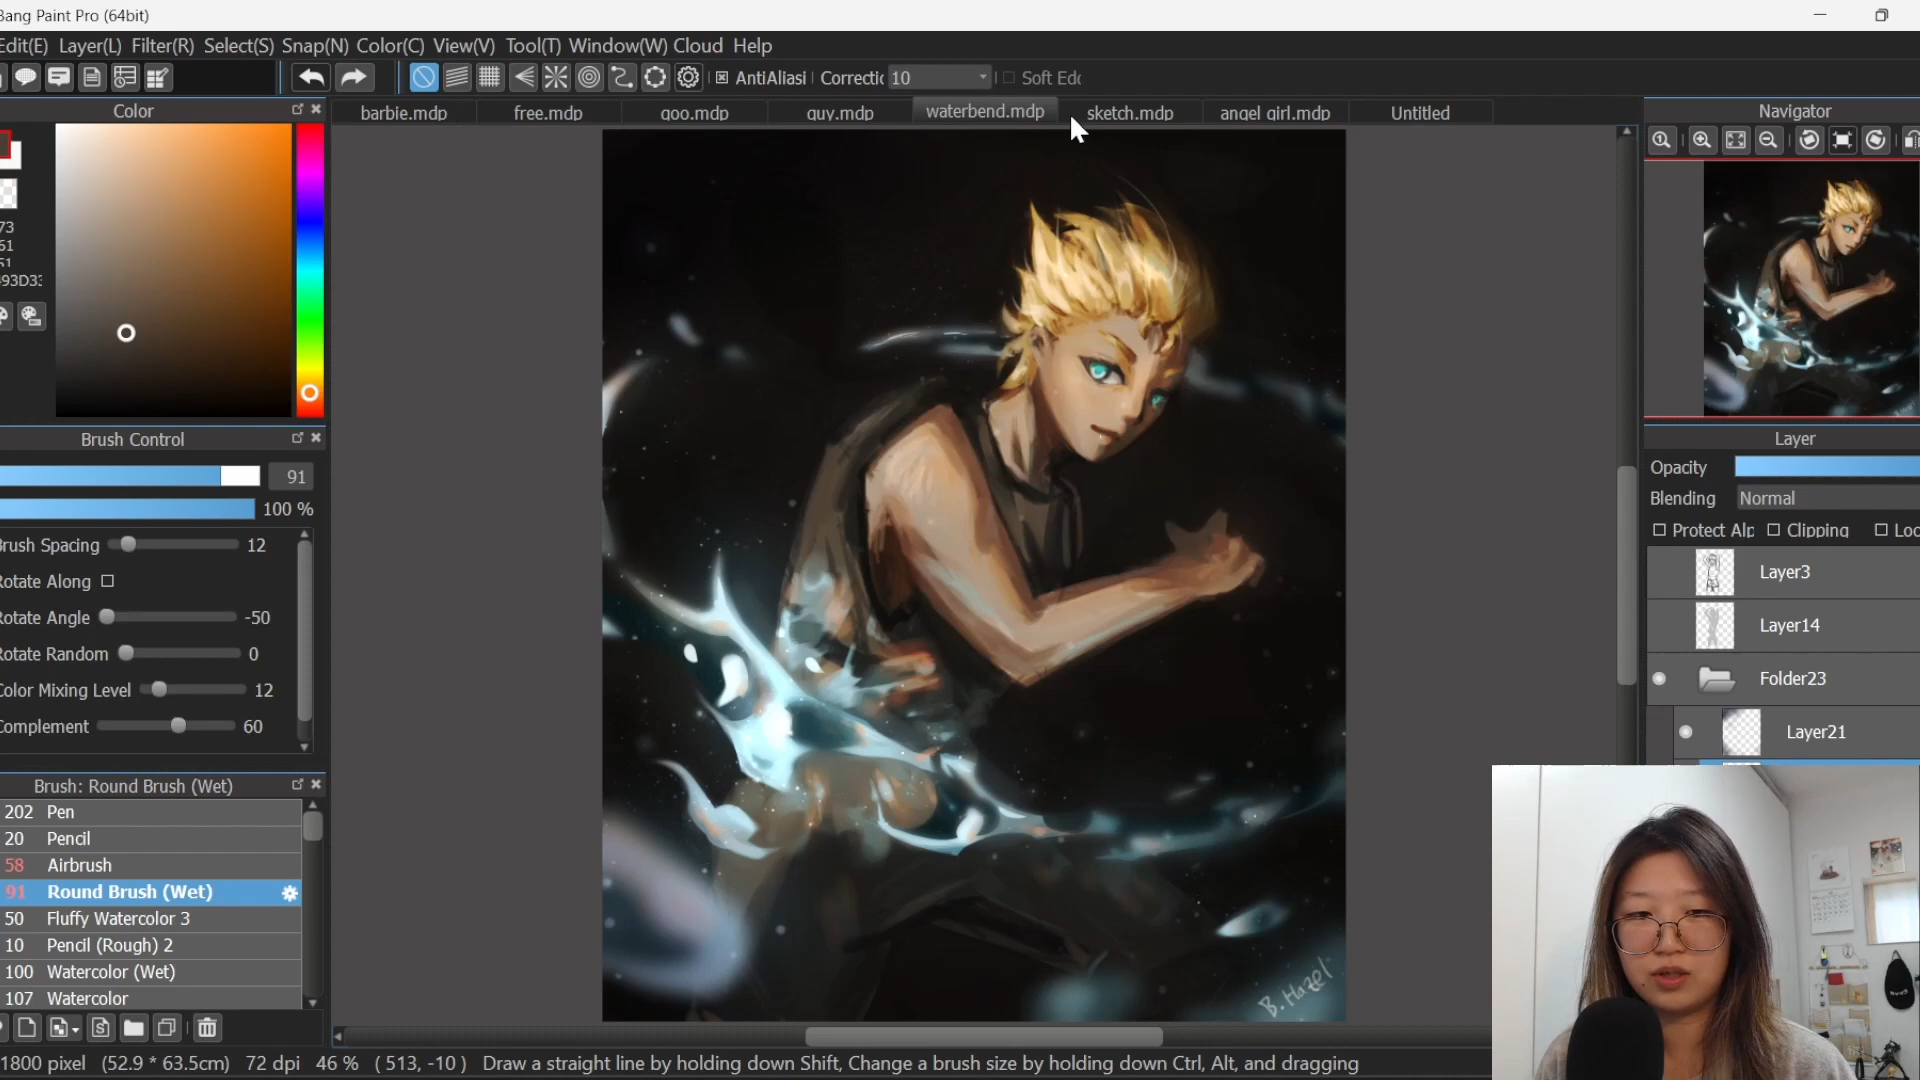 Bang Paint Pro (64bit)
Edit(E) Layer(L) Filter(R) Select(S) Snap(N) Color(C) View(V) Tool(T) Window(W) Cloud Help
AntiAliasi Correctic 10 Soft Edc
Color
barbie.mdp free.mdp goo.mdp guy.mdp waterbend.mdp sketch.mdp angel girl.mdp Untitled
Navigator
73
61
51
493D33
Brush Control
91
100 %
Brush Spacing 12
Rotate Along
Rotate Angle -50
Rotate Random 0
Color Mixing Level 12
Complement 60
Brush: Round Brush (Wet)
202 Pen
20 Pencil
58 Airbrush
91 Round Brush (Wet)
50 Fluffy Watercolor 3
10 Pencil (Rough) 2
100 Watercolor (Wet)
107 Watercolor
B.Hazel
Layer
Opacity
Blending Normal
Protect Alp Clipping Loc
Layer3
Layer14
Folder23
Layer21
1800 pixel (52.9 * 63.5cm) 72 dpi 46 % ( 513, -10 ) Draw a straight line by holding down Shift, Change a brush size by holding down Ctrl, Alt, and dragging